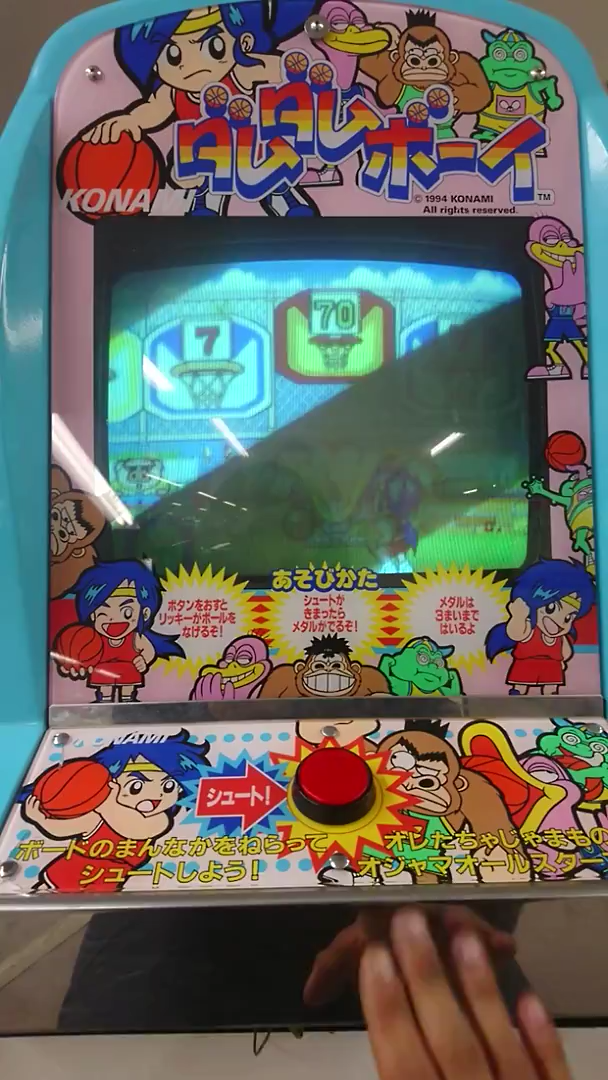 ダムダムボーイ
TM
KONAMI
© 1994 KONAMI
All rights reserved.
7
70
あそびかた
ボタンをおすと
リッキーがボールを
なげるぞ!
シュートが
きまったら
メダルがでるぞ!
メダルは
3まいまで
はいるよ
KONAMI
シュート!
ボードのまんなかをねらって
シュートしよう!
オレたちゃじゃまもの
オジャマオールスター